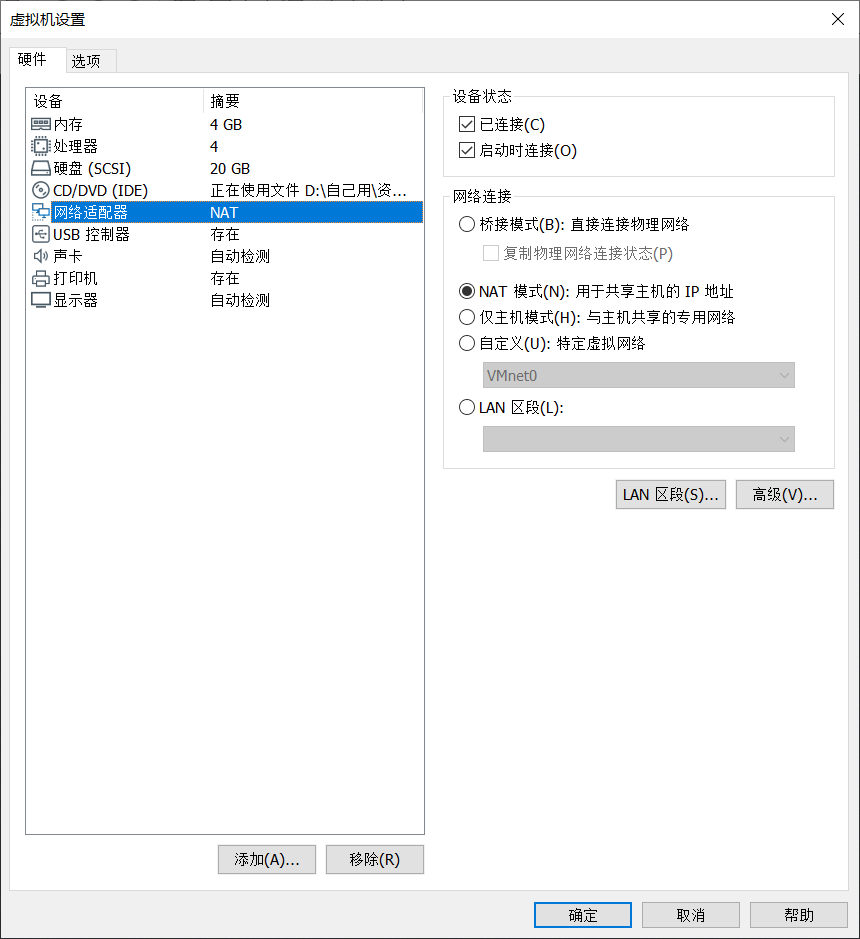 虚拟机设置
硬件 选项
设备 摘要
内存 4 GB
处理器 4
硬盘 (SCSI) 20 GB
CD/DVD (IDE) 正在使用文件 D:\自己用\资...
网络适配器 NAT
USB 控制器 存在
声卡 自动检测
打印机 存在
显示器 自动检测
添加(A)... 移除(R)
设备状态
已连接(C)
启动时连接(O)
网络连接
桥接模式(B): 直接连接物理网络
复制物理网络连接状态(P)
NAT 模式(N): 用于共享主机的 IP 地址
仅主机模式(H): 与主机共享的专用网络
自定义(U): 特定虚拟网络
VMnet0
LAN 区段(L):
LAN 区段(S)... 高级(V)...
确定 取消 帮助